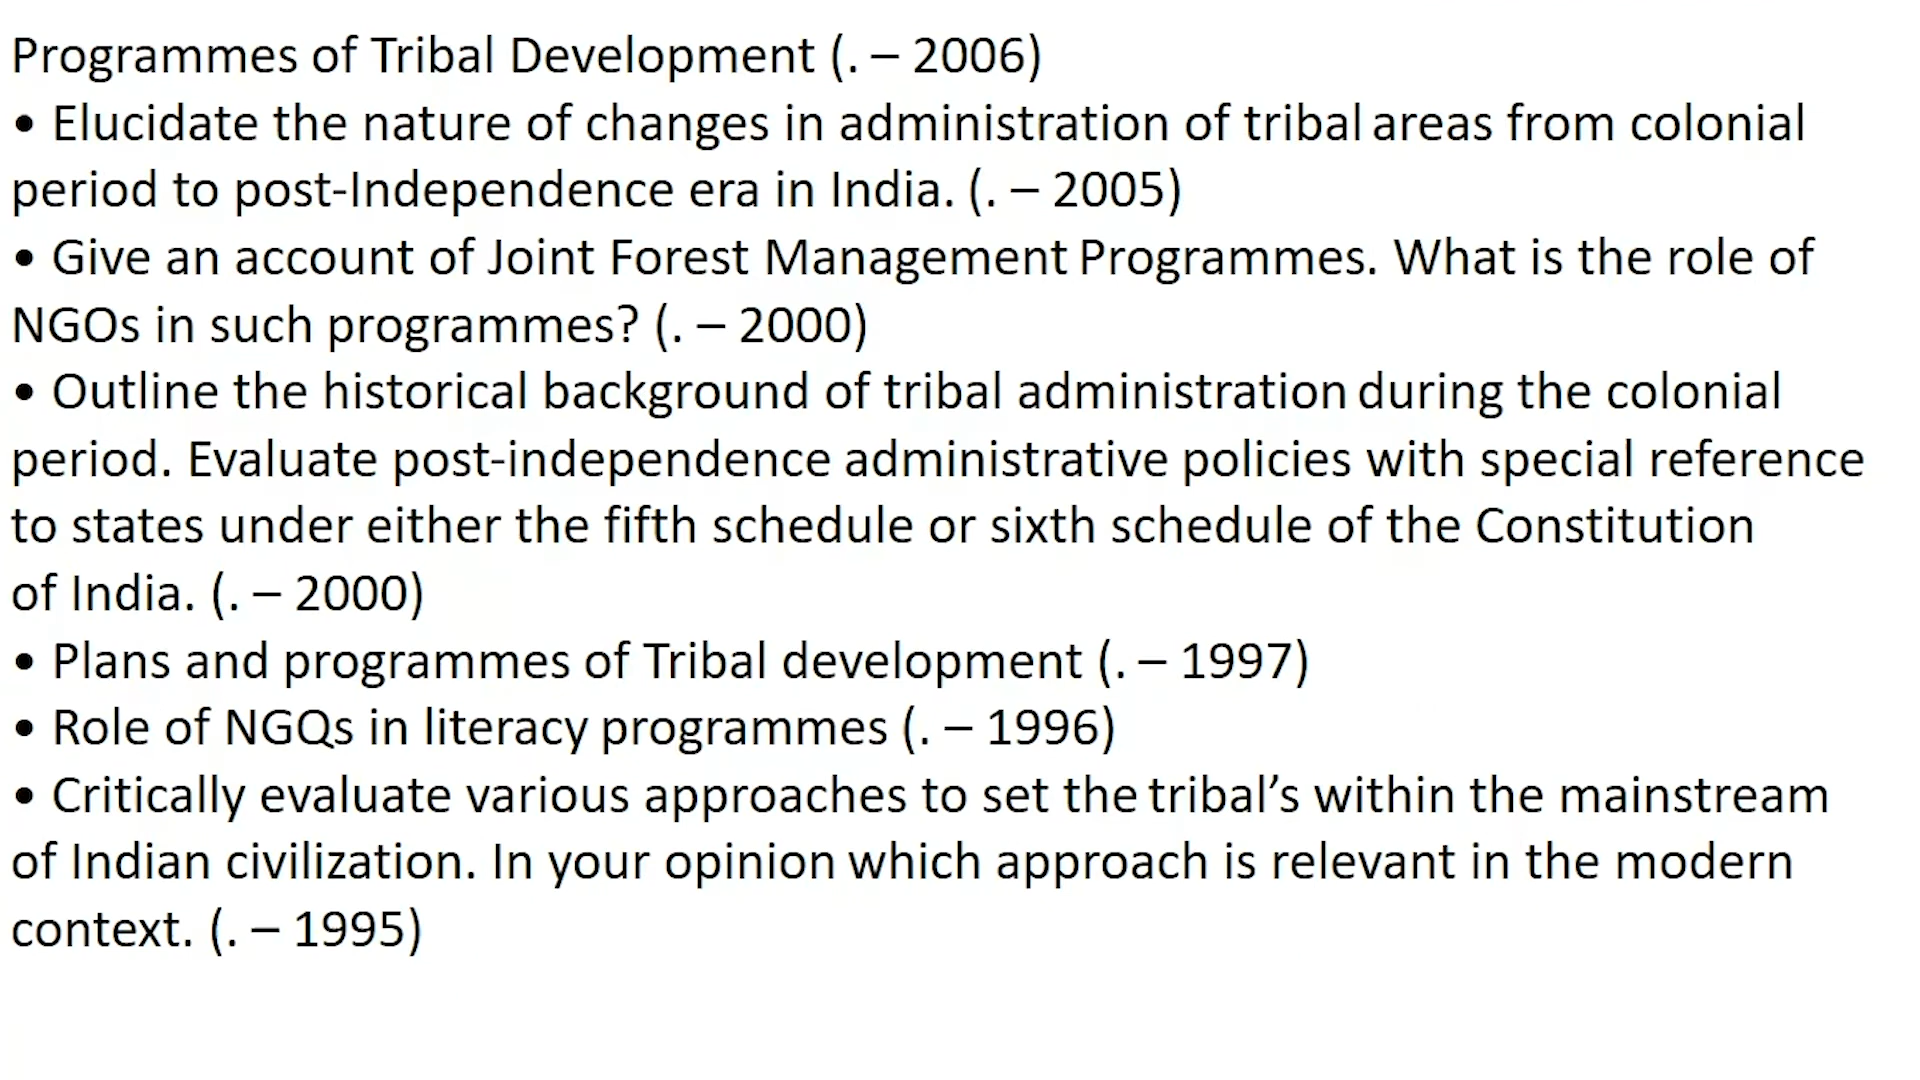 Programmes of Tribal Development (. – 2006)
• Elucidate the nature of changes in administration of tribal areas from colonial
period to post-Independence era in India. (. – 2005)
• Give an account of Joint Forest Management Programmes. What is the role of
NGOs in such programmes? (. – 2000)
• Outline the historical background of tribal administration during the colonial
period. Evaluate post-independence administrative policies with special reference
to states under either the fifth schedule or sixth schedule of the Constitution
of India. (. – 2000)
• Plans and programmes of Tribal development (. – 1997)
• Role of NGQs in literacy programmes (. – 1996)
• Critically evaluate various approaches to set the tribal’s within the mainstream
of Indian civilization. In your opinion which approach is relevant in the modern
context. (. – 1995)